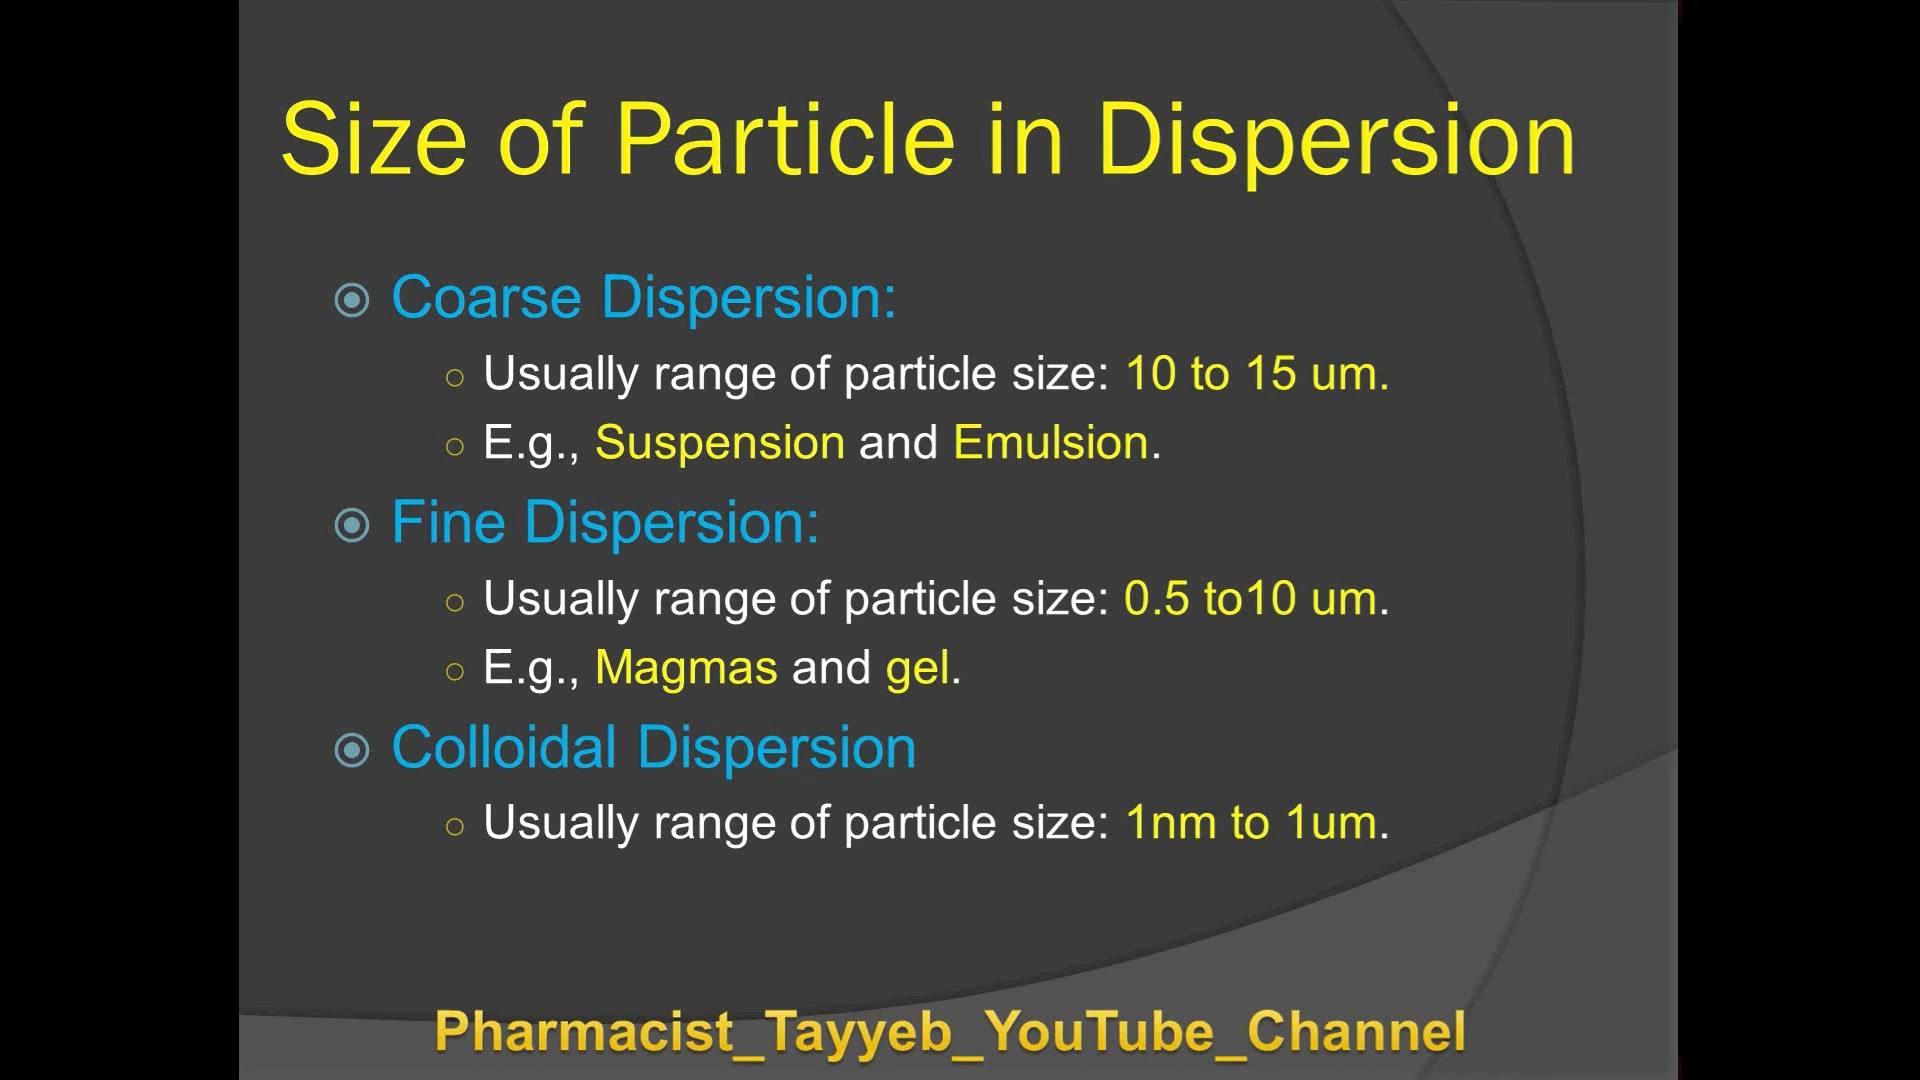 Size of Particle in Dispersion
Coarse Dispersion:
Usually range of particle size: 10 to 15 um.
E.g., Suspension and Emulsion.
Fine Dispersion:
Usually range of particle size: 0.5 to10 um.
E.g., Magmas and gel.
Colloidal Dispersion
Usually range of particle size: 1nm to 1um.
Pharmacist_Tayyeb_YouTube_Channel